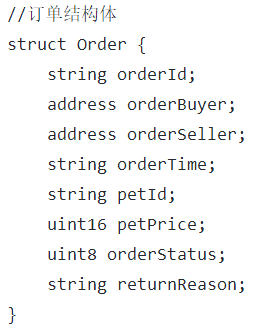 //订单结构体
struct Order {
    string orderId;
    address orderBuyer;
    address orderSeller;
    string orderTime;
    string petId;
    uint16 petPrice;
    uint8 orderStatus;
    string returnReason;
}